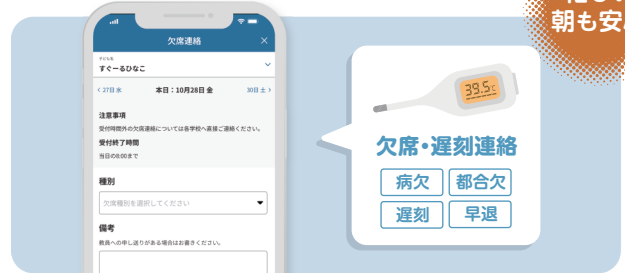 朝も安
欠席連絡 ×
子ども名
すぐーるひなこ
< 27日 水 本日：10月28日 金 30日 土 >
注意事項
受付時間外の欠席連絡については各学校へ直接ご連絡ください。
受付終了時間
当日の8:00まで
種別
欠席種別を選択してください
備考
教員への申し送りがある場合はお書きください。
39.5℃
欠席・遅刻連絡
病欠 都合欠
遅刻 早退